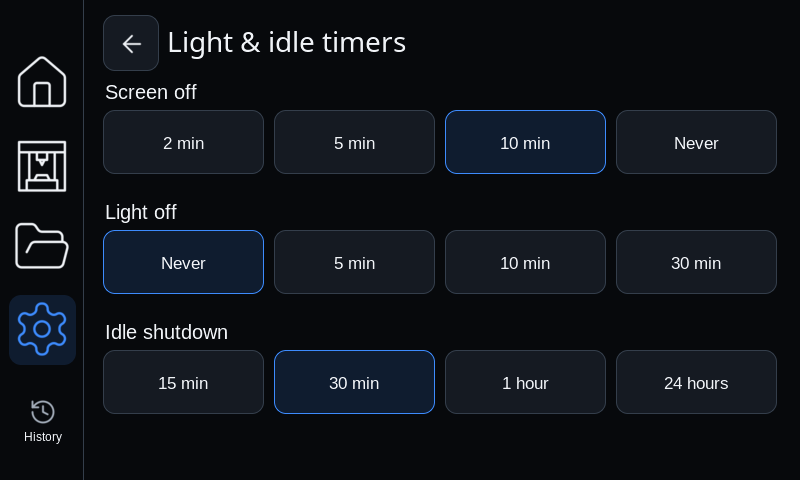 Light & idle timers
Screen off
2 min
5 min
10 min
Never
Light off
Never
5 min
10 min
30 min
Idle shutdown
15 min
30 min
1 hour
24 hours
History